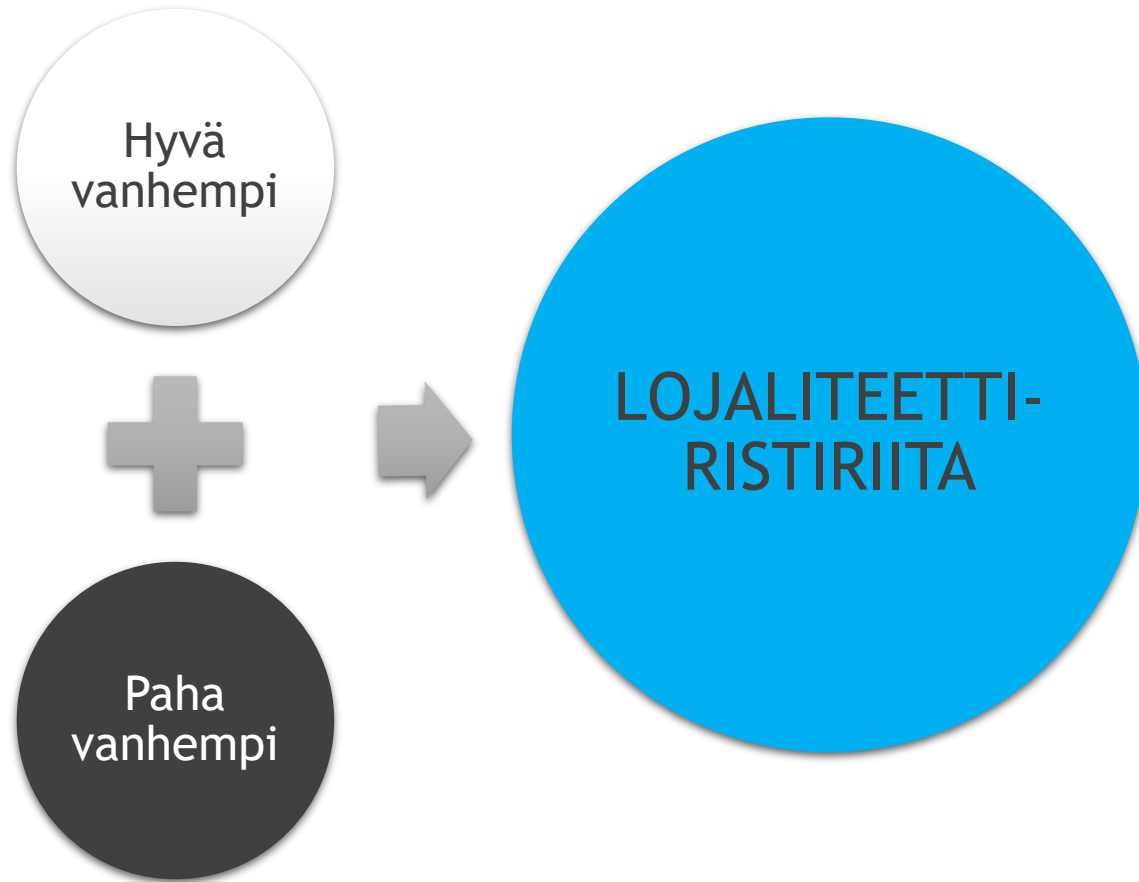 Hyvä
vanhempi
Paha
vanhempi
LOJALITEETTI-
RISTIRIITA